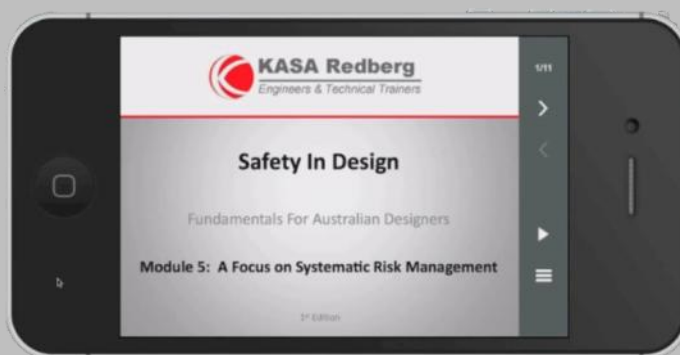 KASA Redberg
Engineers & Technical Trainers
1/11
Safety In Design
Fundamentals For Australian Designers
Module 5: A Focus on Systematic Risk Management
1st Edition